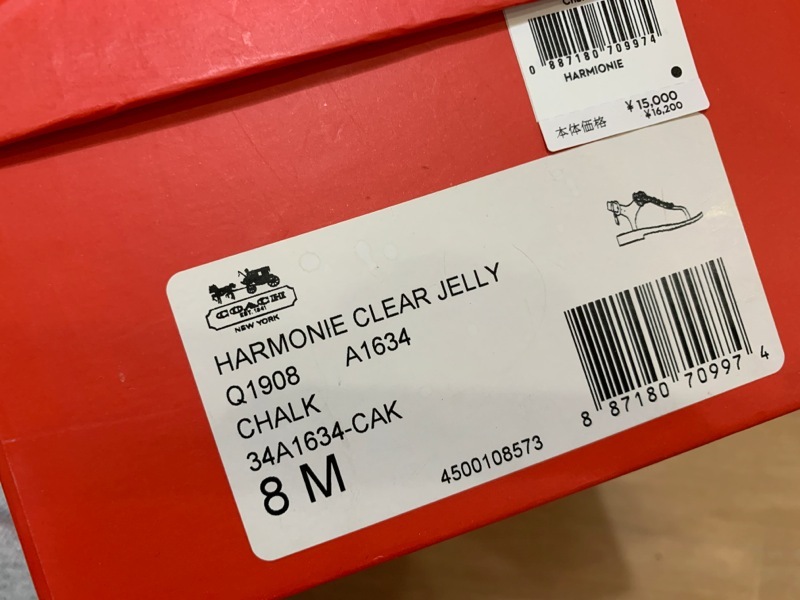 0 887180 709974
HARMIONIE
¥15,000
¥16,200
本体価格
COACH
EST. 1941
NEW YORK
HARMONIE CLEAR JELLY
Q1908 A1634
CHALK
34A1634-CAK
8 M
4500108573
8 87180 70997 4